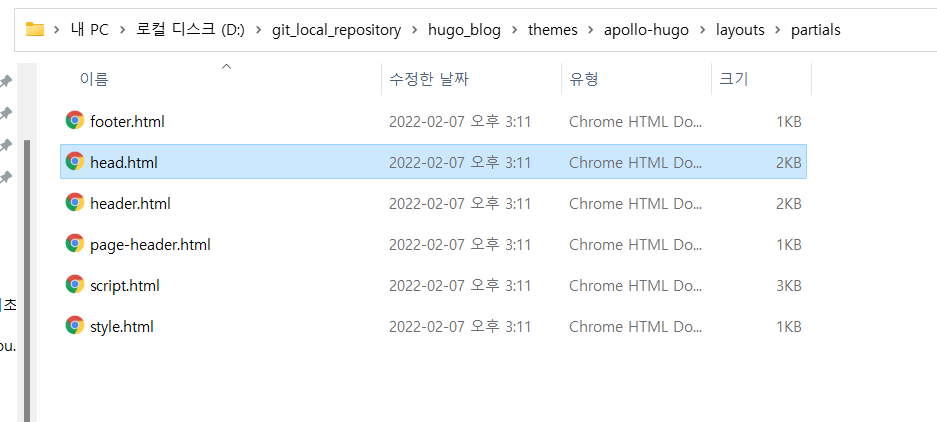 내 PC > 로컬 디스크 (D:) > git_local_repository > hugo_blog > themes > apollo-hugo > layouts > partials
이름 수정한 날짜 유형 크기
footer.html 2022-02-07 오후 3:11 Chrome HTML Do... 1KB
head.html 2022-02-07 오후 3:11 Chrome HTML Do... 2KB
header.html 2022-02-07 오후 3:11 Chrome HTML Do... 2KB
page-header.html 2022-02-07 오후 3:11 Chrome HTML Do... 1KB
script.html 2022-02-07 오후 3:11 Chrome HTML Do... 3KB
style.html 2022-02-07 오후 3:11 Chrome HTML Do... 1KB
ou.